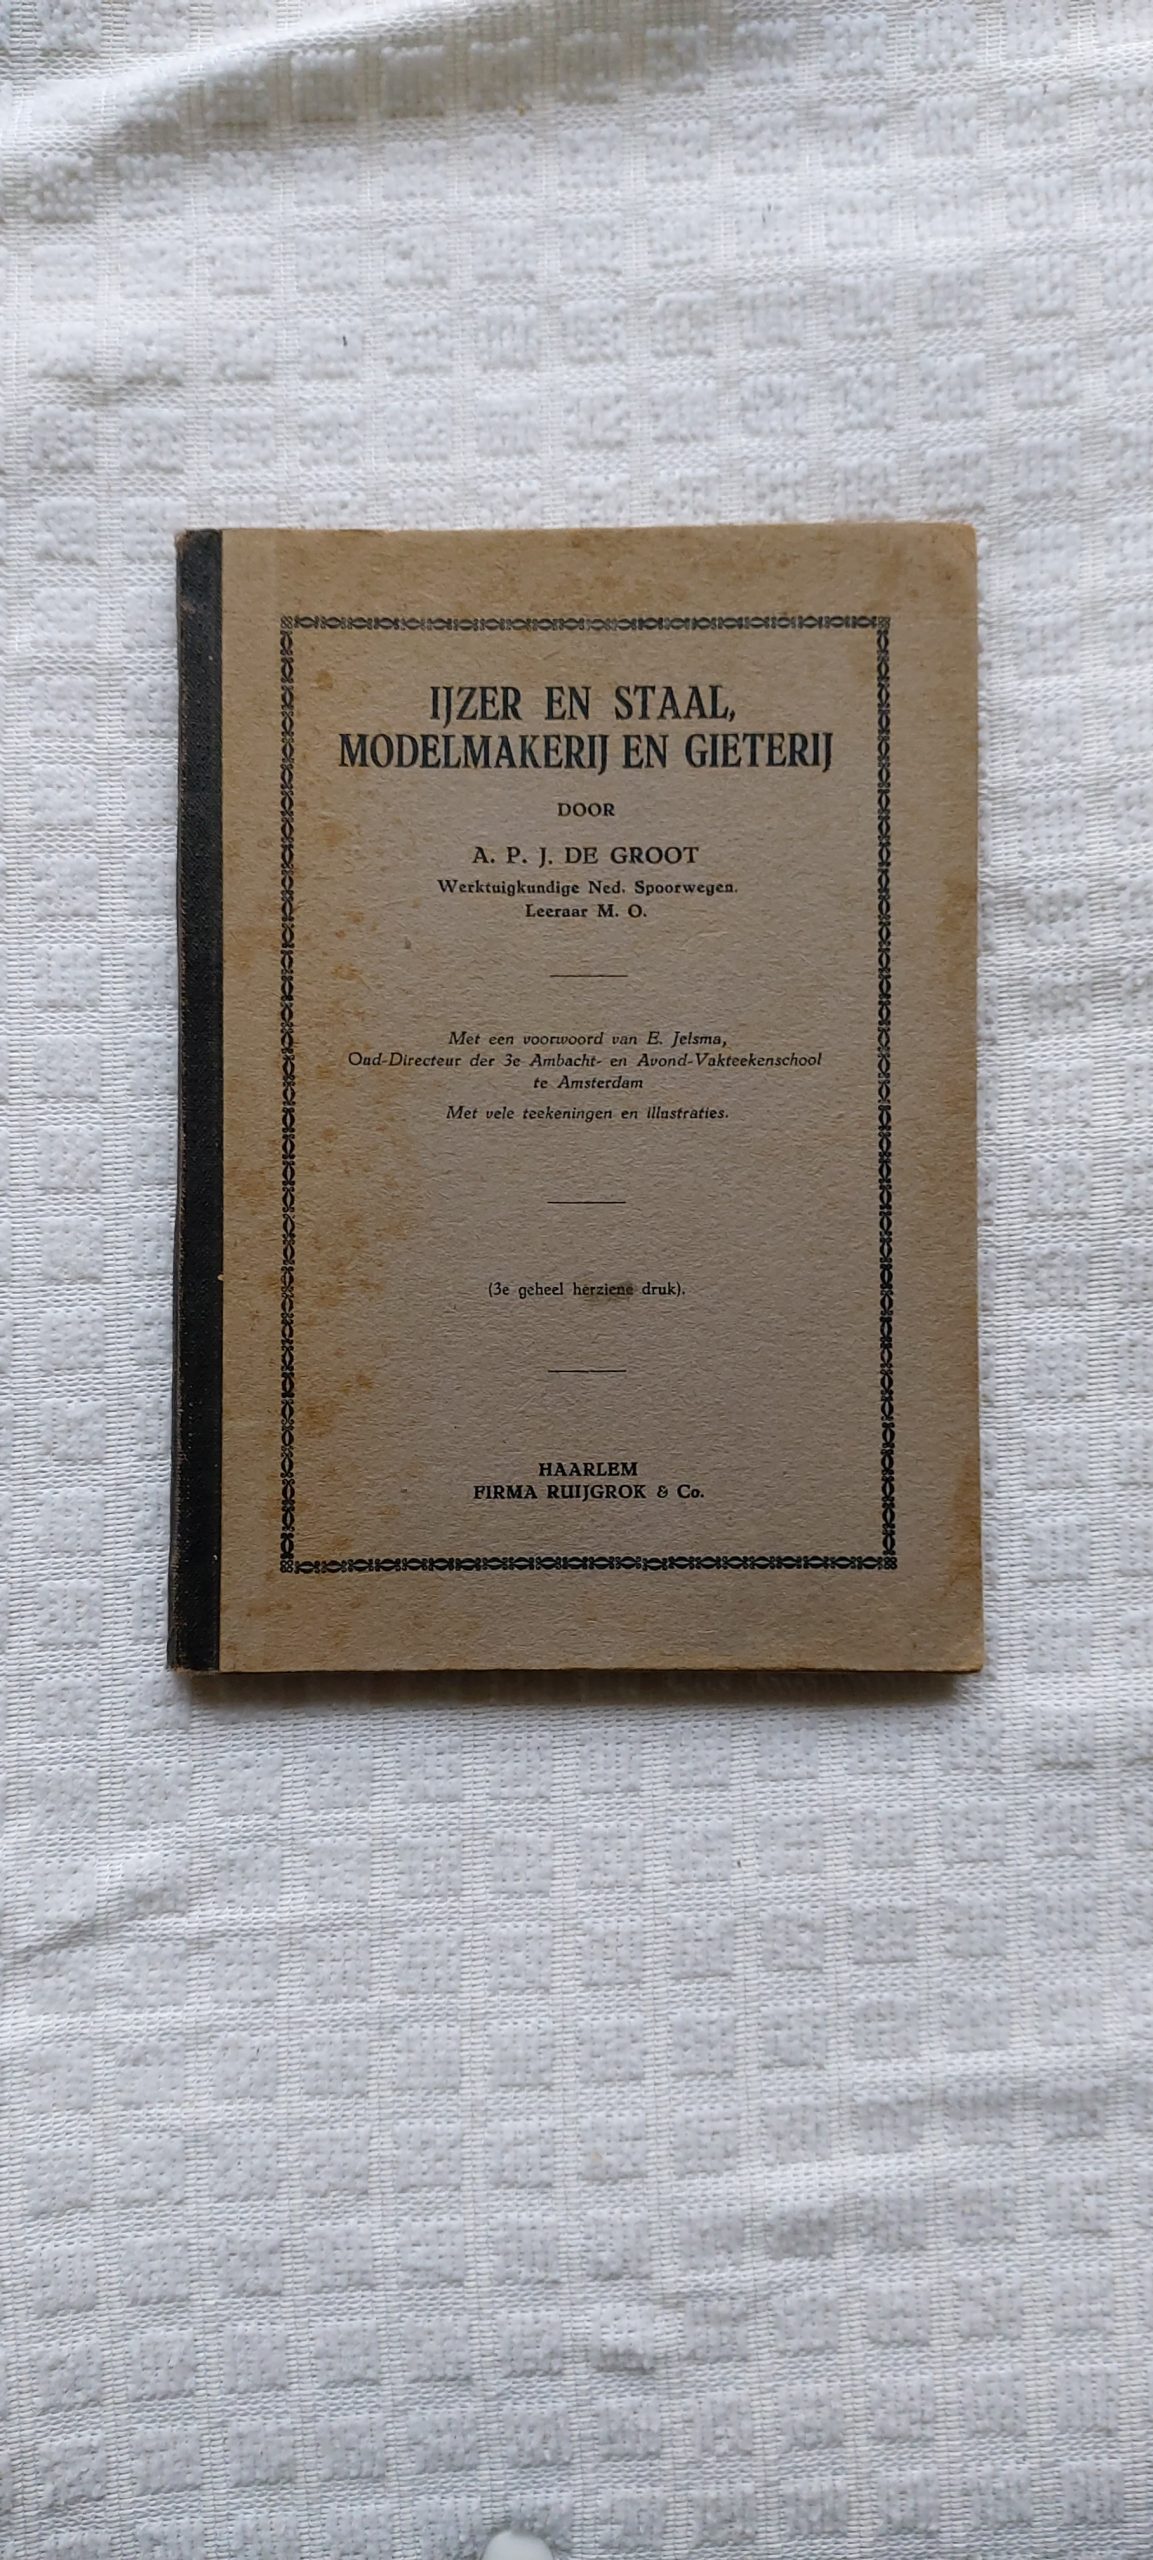 IJZER EN STAAL,
MODELMAKERIJ EN GIETERIJ
DOOR
A. P. J. DE GROOT
Werktuigkundige Ned. Spoorwegen.
Leeraar M. O.
Met een voorwoord van E. Jelsma,
Oud-Directeur der 3e Ambacht- en Avond-Vakteekenschool
te Amsterdam
Met vele teekeningen en illustraties.
(3e geheel herziene druk).
HAARLEM
FIRMA RUIJGROK & Co.